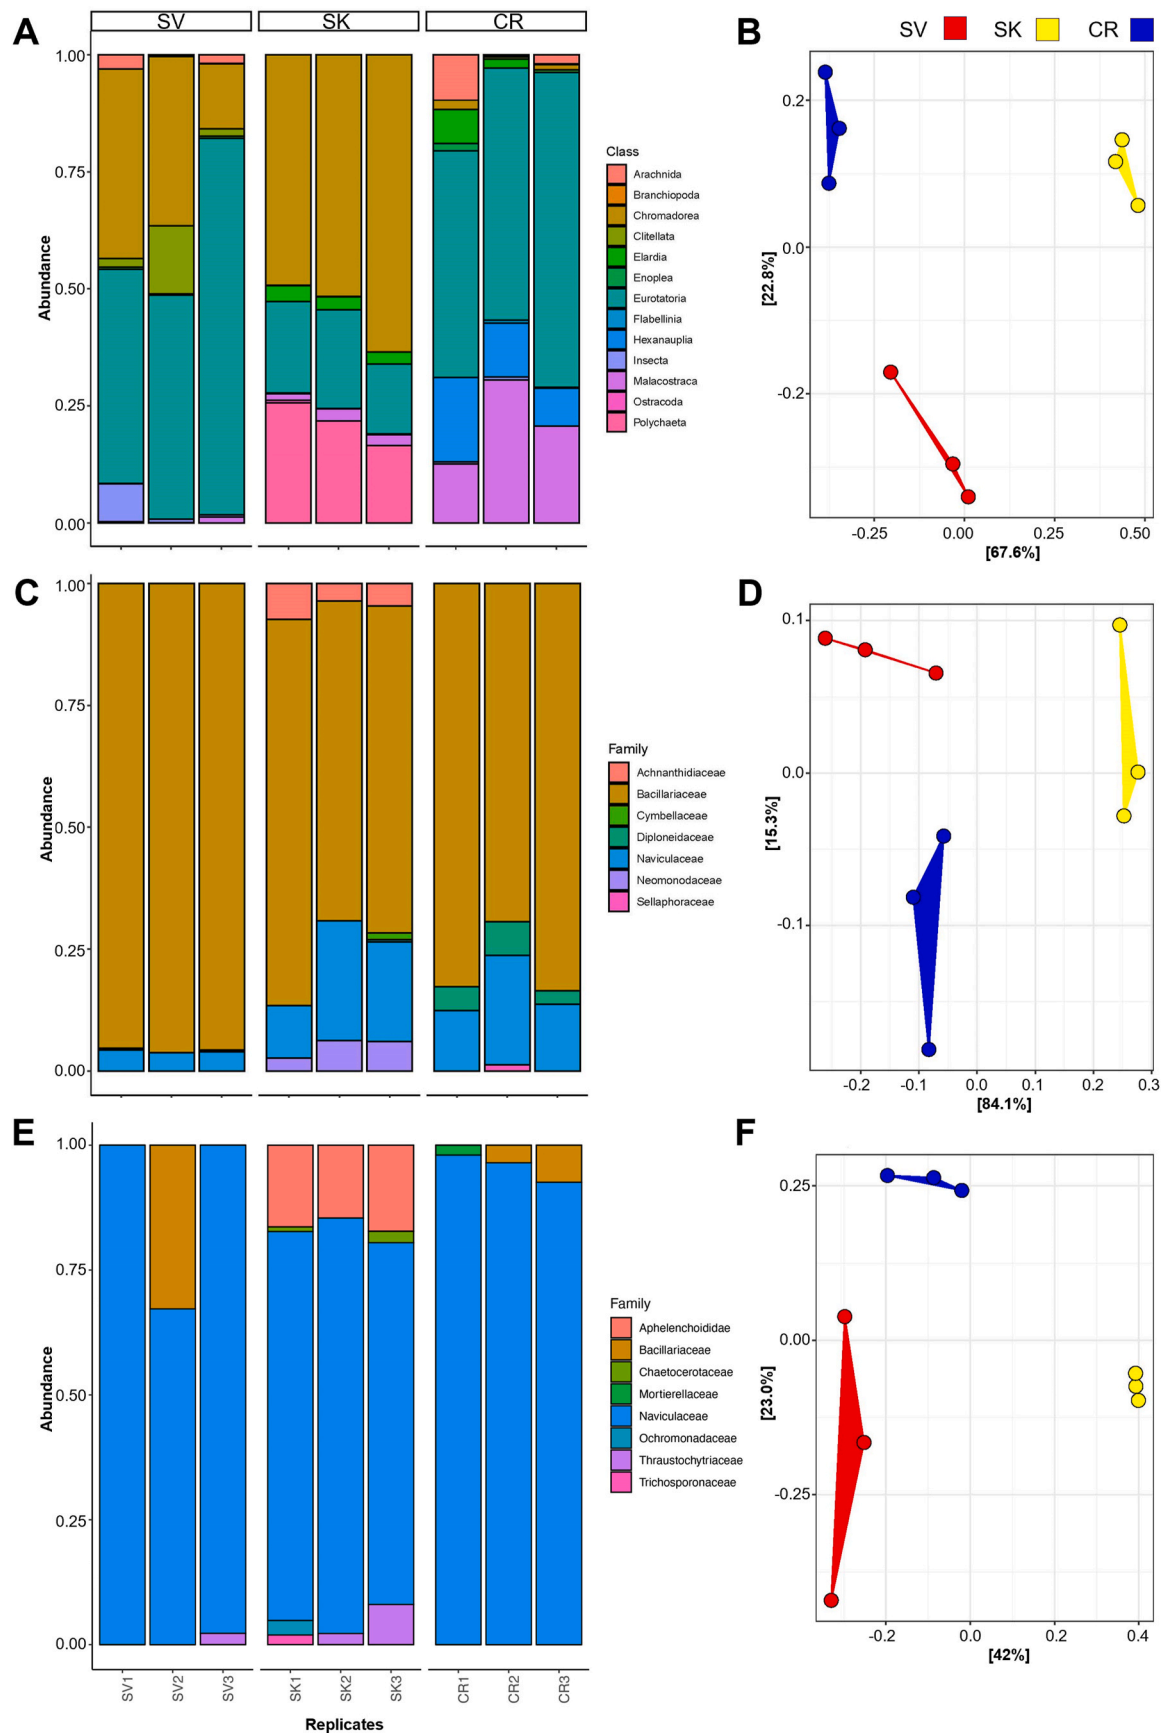 A
SV SK CR
Abundance
1.00
0.75
0.50
0.25
0.00
Class
Arachnida
Branchiopoda
Chromadorea
Clitellata
Elardia
Enoplea
Eurotatoria
Flabellinia
Hexanauplia
Insecta
Malacostraca
Ostracoda
Polychaeta
B
SV SK CR
[22.8%]
0.2
0.0
-0.2
-0.25 0.00 0.25 0.50
[67.6%]
C
Abundance
1.00
0.75
0.50
0.25
0.00
Family
Achnanthidiaceae
Bacillariaceae
Cymbellaceae
Diploneidaceae
Naviculaceae
Neomonodaceae
Sellaphoraceae
D
[15.3%]
0.1
0.0
-0.1
-0.2 -0.1 0.0 0.1 0.2 0.3
[84.1%]
E
Abundance
1.00
0.75
0.50
0.25
0.00
SV1 SV2 SV3 SK1 SK2 SK3 CR1 CR2 CR3
Replicates
Family
Aphelenchoididae
Bacillariaceae
Chaetocerotaceae
Mortierellaceae
Naviculaceae
Ochromonadaceae
Thraustochytriaceae
Trichosporonaceae
F
[23.0%]
0.25
0.00
-0.25
-0.2 0.0 0.2 0.4
[42%]